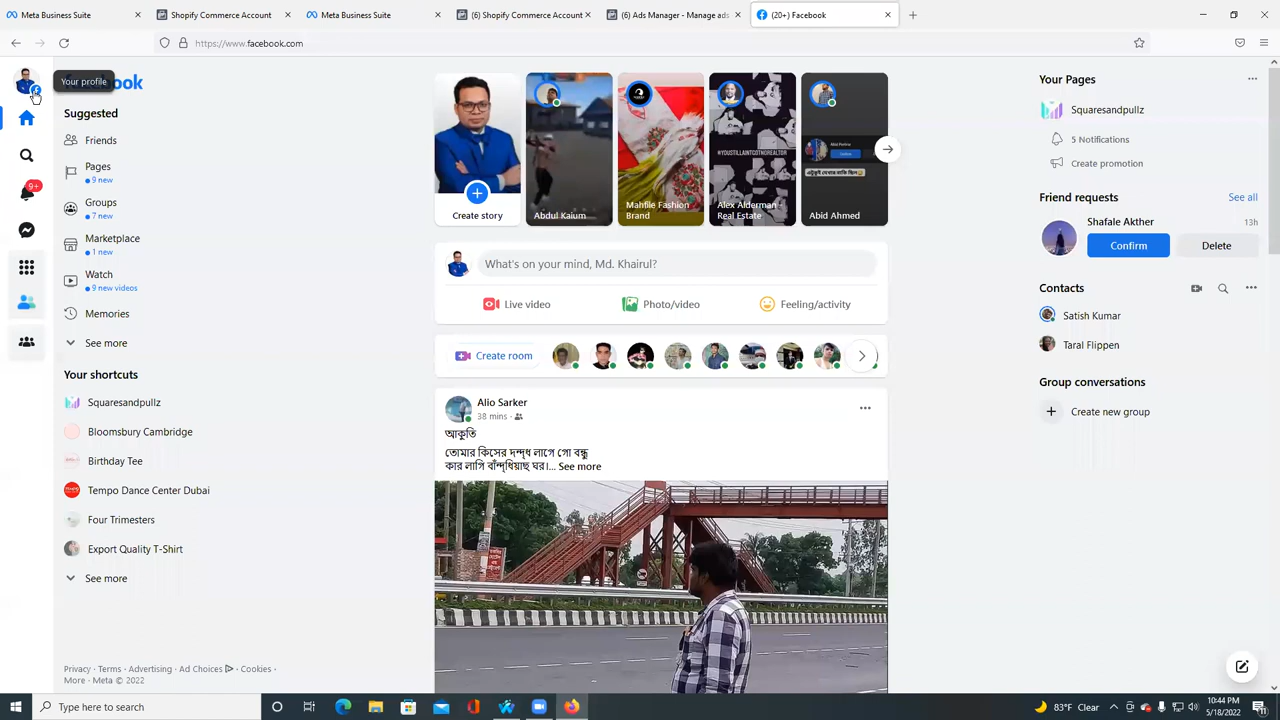 Meta Business Suite
Shopify Commerce Account
Meta Business Suite
(6) Shopify Commerce Account
(6) Ads Manager - Manage ads
(20+) Facebook
https://www.facebook.com
Your profile
book
Suggested
Friends
Pages
9 new
Groups
7 new
Marketplace
1 new
Watch
9 new videos
Memories
See more
Your shortcuts
Squaresandpullz
Bloomsbury Cambridge
Birthday Tee
Tempo Dance Center Dubai
Four Trimesters
Export Quality T-Shirt
See more
Privacy · Terms · Advertising · Ad Choices · Cookies ·
More · Meta © 2022
9+
Create story
Abdul Kaium
Mahfile Fashion
Brand
#YOUSTILLAINTGOTNOREALTOR
Alex Alderman -
Real Estate
Abid Ahmed
What's on your mind, Md. Khairul?
Live video
Photo/video
Feeling/activity
Create room
Alio Sarker
38 mins ·
আকুতি
তোমার কিসের দন্দ্ব লাগে গো বন্ধু
কার লাগি বাঁন্দ্বিয়াছ ঘর।... See more
Your Pages
Squaresandpullz
5 Notifications
Create promotion
Friend requests
See all
Shafale Akther
13h
Confirm
Delete
Contacts
Satish Kumar
Taral Flippen
Group conversations
Create new group
Type here to search
83°F Clear
10:44 PM
5/18/2022